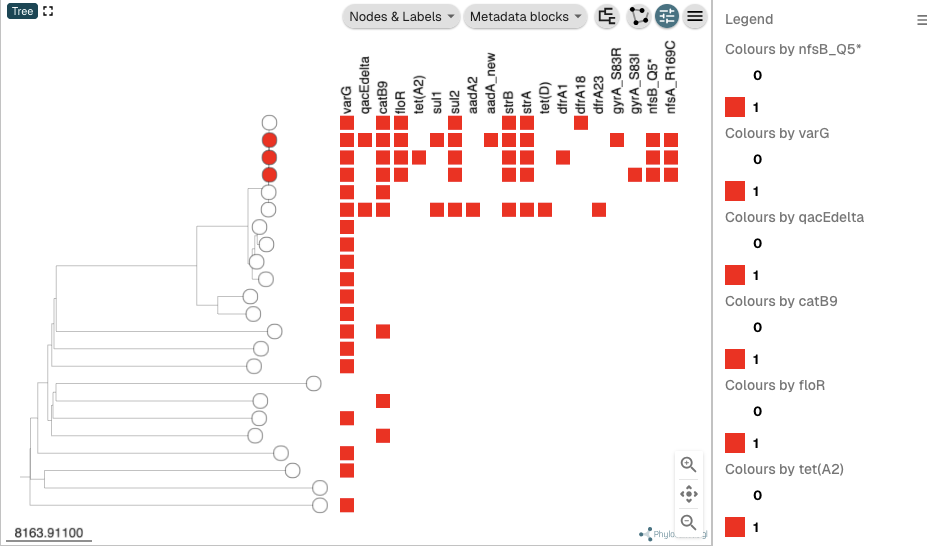 Tree
Nodes & Labels
Metadata blocks
varG
qacEdelta
catB9
floR
tet(A2)
sul1
sul2
aadA2
aadA_new
strB
strA
tet(D)
dfrA1
dfrA18
dfrA23
gyrA_S83R
gyrA_S83I
nfsB_Q5*
nfsA_R169C
8163.91100
Legend
Colours by nfsB_Q5*
0
1
Colours by varG
0
1
Colours by qacEdelta
0
1
Colours by catB9
0
1
Colours by floR
0
1
Colours by tet(A2)
0
1